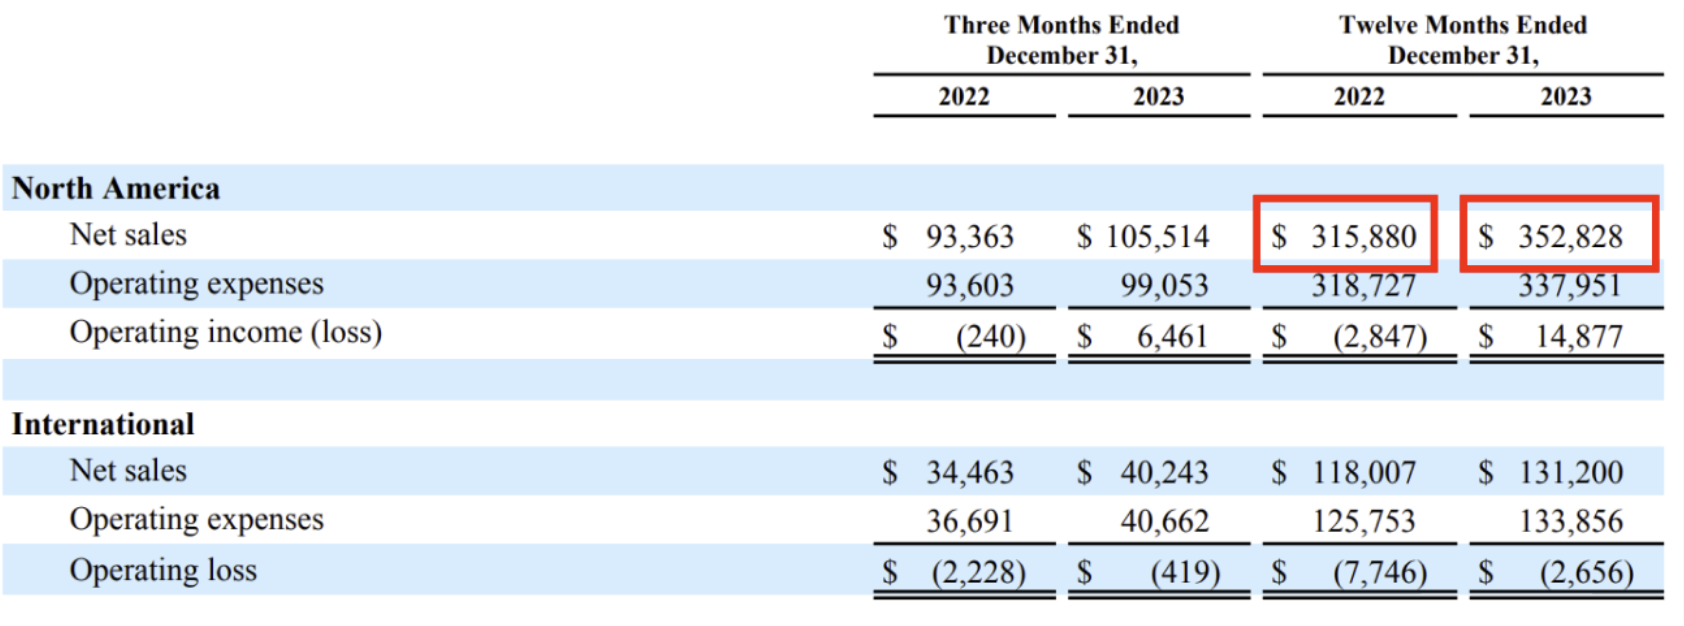 Three Months Ended Twelve Months Ended
December 31, December 31,
2022 2023 2022 2023
North America
Net sales $ 93,363 $ 105,514 $ 315,880 $ 352,828
Operating expenses 93,603 99,053 318,727 337,951
Operating income (loss) $ (240) $ 6,461 $ (2,847) $ 14,877
International
Net sales $ 34,463 $ 40,243 $ 118,007 $ 131,200
Operating expenses 36,691 40,662 125,753 133,856
Operating loss $ (2,228) $ (419) $ (7,746) $ (2,656)